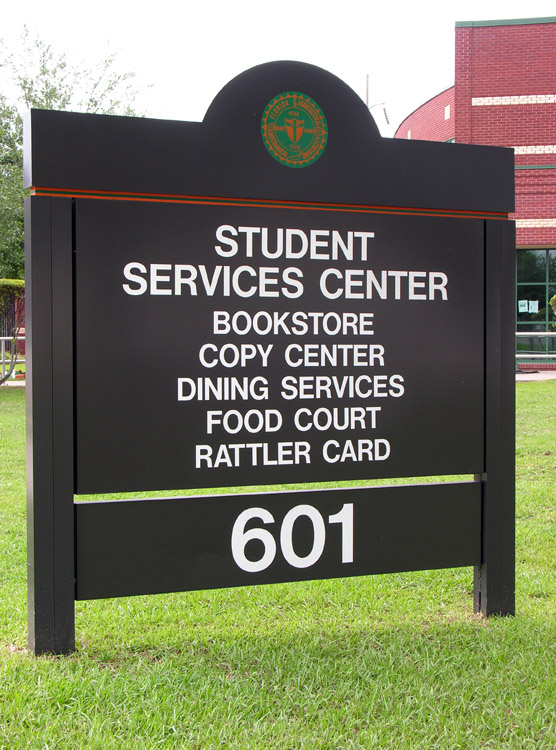 STUDENT
SERVICES CENTER
BOOKSTORE
COPY CENTER
DINING SERVICES
FOOD COURT
RATTLER CARD
601